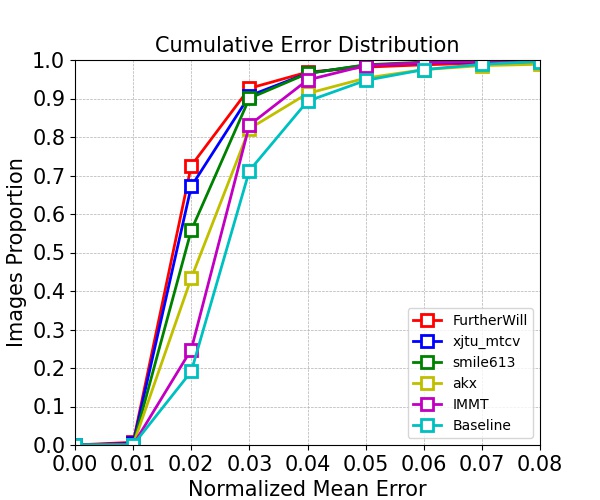 Cumulative Error Distribution
1.0
0.9
0.8
0.7
0.6
0.5
0.4
0.3
0.2
0.1
0.0
Images Proportion
FurtherWill
xjtu_mtcv
smile613
akx
IMMT
Baseline
0.00 0.01 0.02 0.03 0.04 0.05 0.06 0.07 0.08
Normalized Mean Error